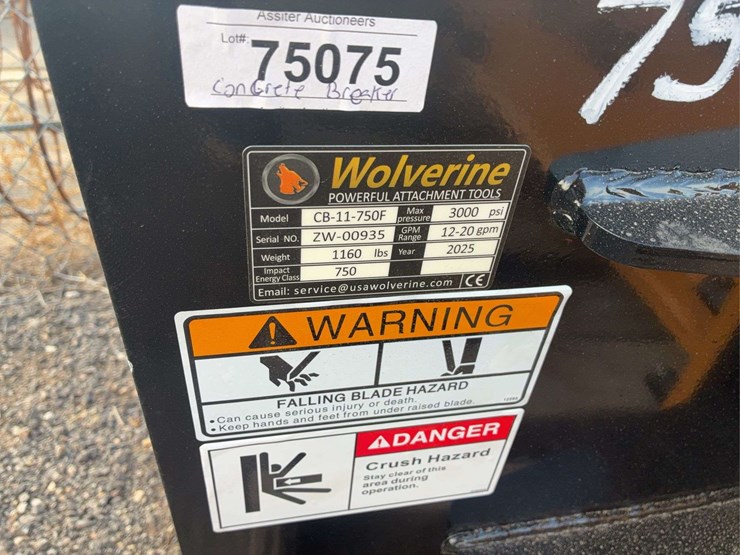 Assiter Auctioneers
Lot#: 75075
Concrete Breaker
75
Wolverine
POWERFUL ATTACHMENT TOOLS
Model CB-11-750F Max pressure 3000 psi
Serial NO. ZW-00935 GPM Range 12-20 gpm
Weight 1160 lbs Year 2025
Impact Energy Class 750
Email: service@usawolverine.com CE
WARNING
FALLING BLADE HAZARD
•Can cause serious injury or death.
•Keep hands and feet from under raised blade.
DANGER
Crush Hazard
Stay clear of this
area during
operation.